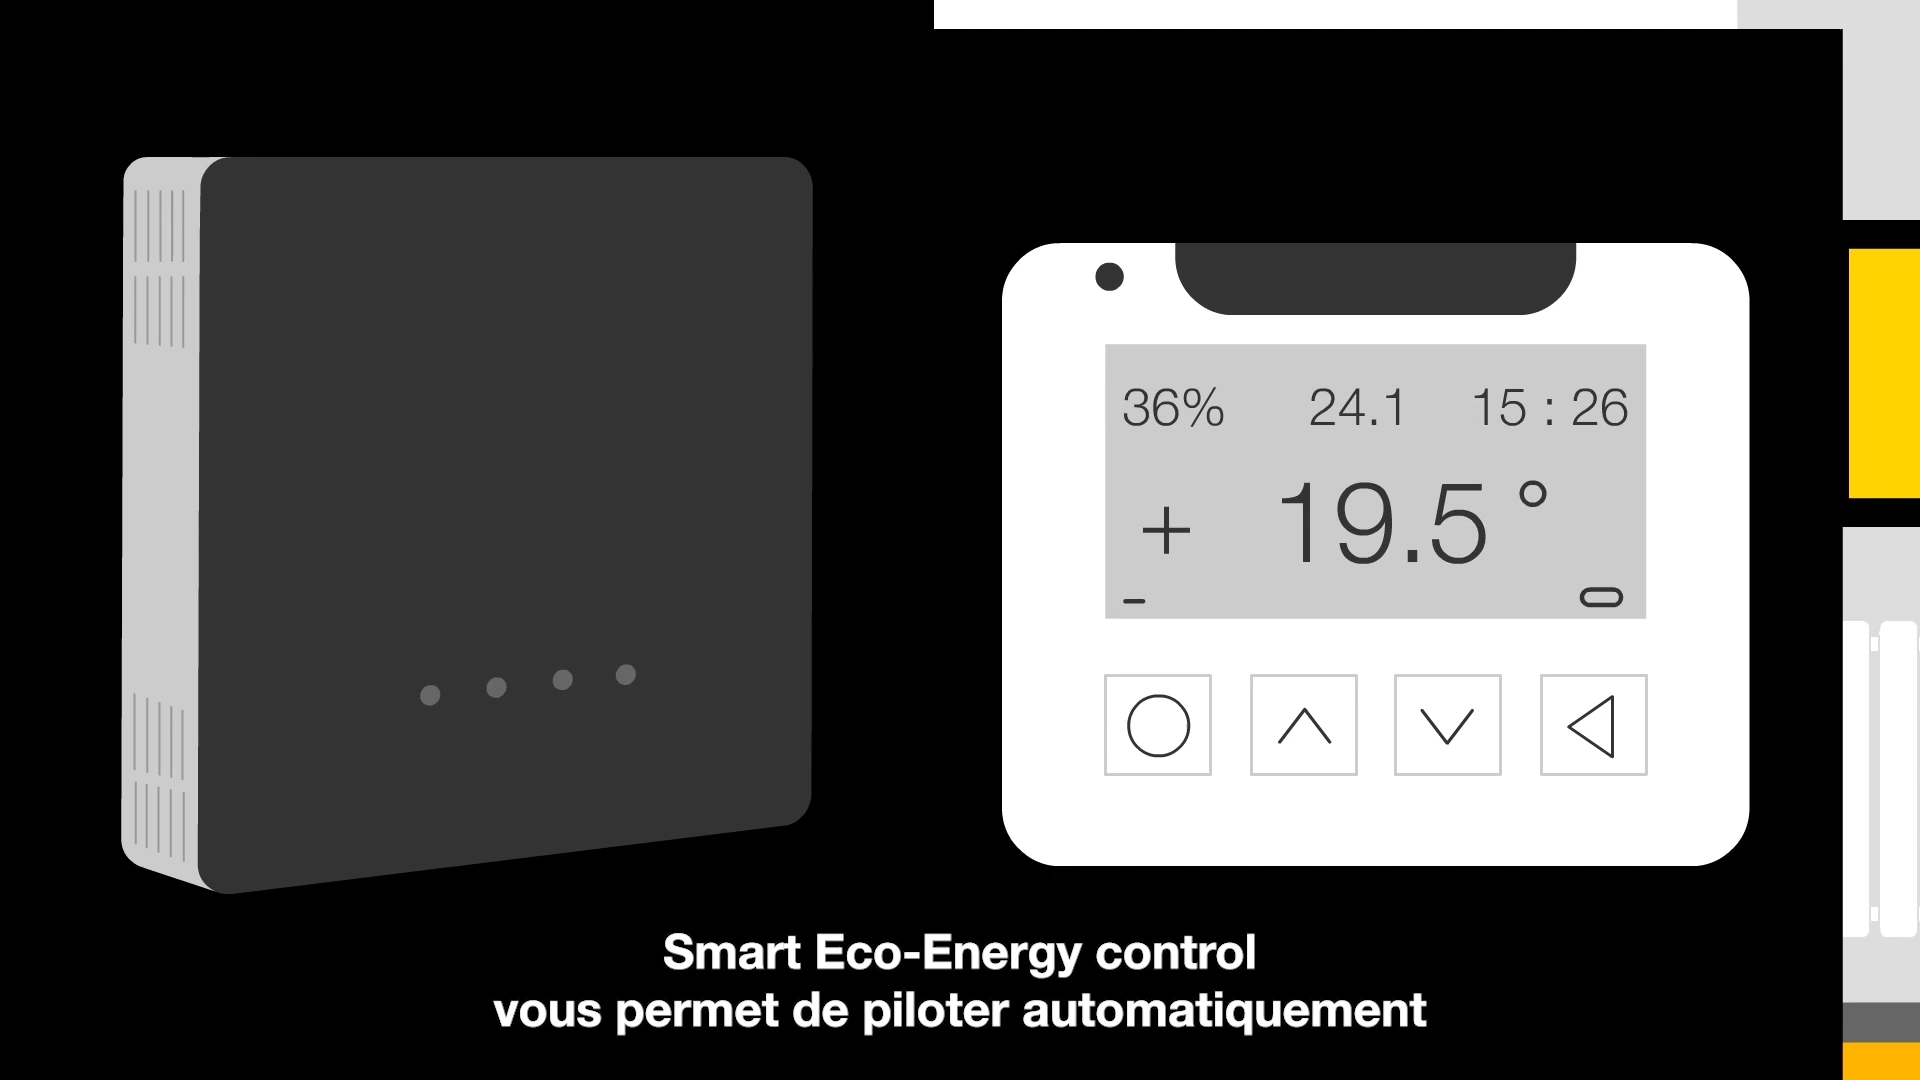 36% 24.1 15 : 26
+ 19.5°
Smart Eco-Energy control
vous permet de piloter automatiquement